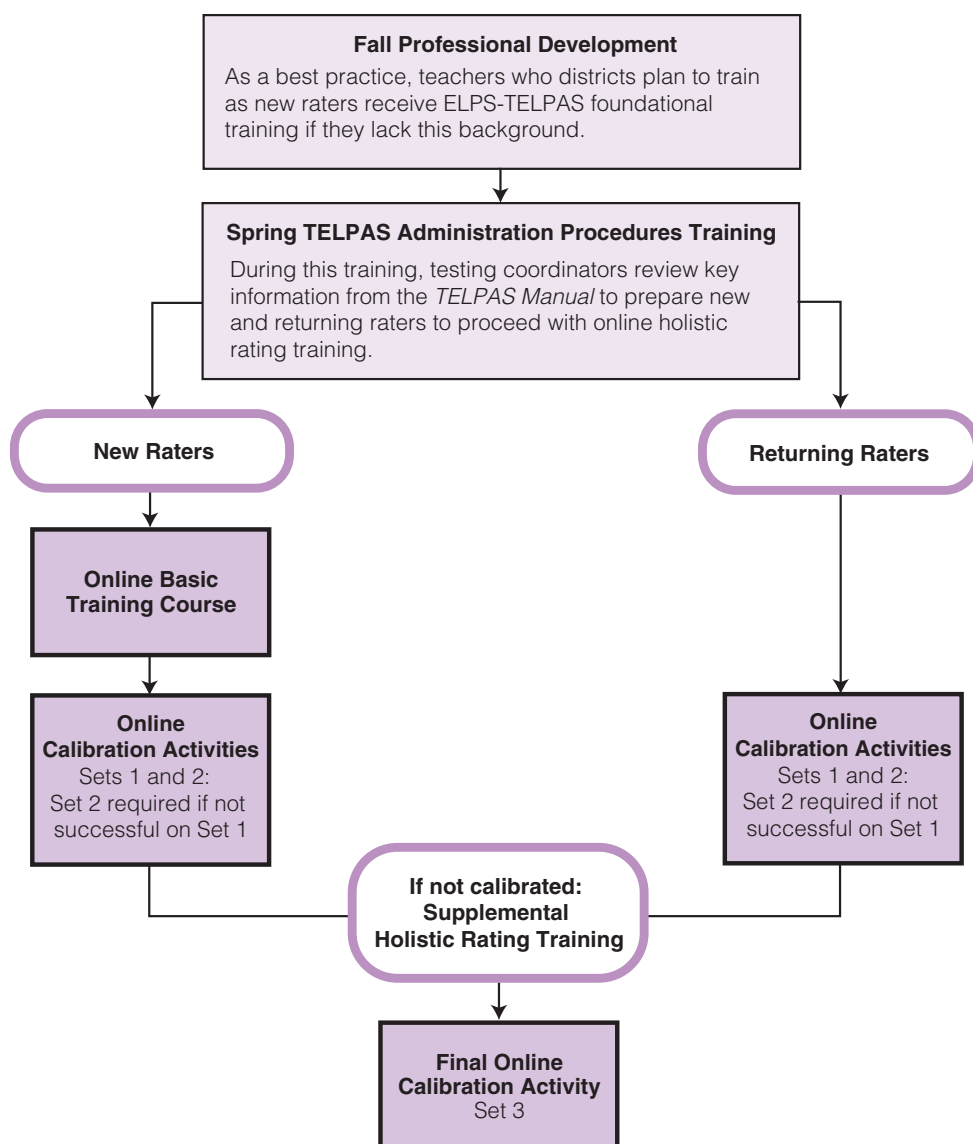 Fall Professional Development
As a best practice, teachers who districts plan to train
as new raters receive ELPS-TELPAS foundational
training if they lack this background.
Spring TELPAS Administration Procedures Training
During this training, testing coordinators review key
information from the TELPAS Manual to prepare new
and returning raters to proceed with online holistic
rating training.
New Raters
Returning Raters
Online Basic
Training Course
Online
Calibration Activities
Sets 1 and 2:
Set 2 required if not
successful on Set 1
Online
Calibration Activities
Sets 1 and 2:
Set 2 required if not
successful on Set 1
If not calibrated:
Supplemental
Holistic Rating Training
Final Online
Calibration Activity
Set 3